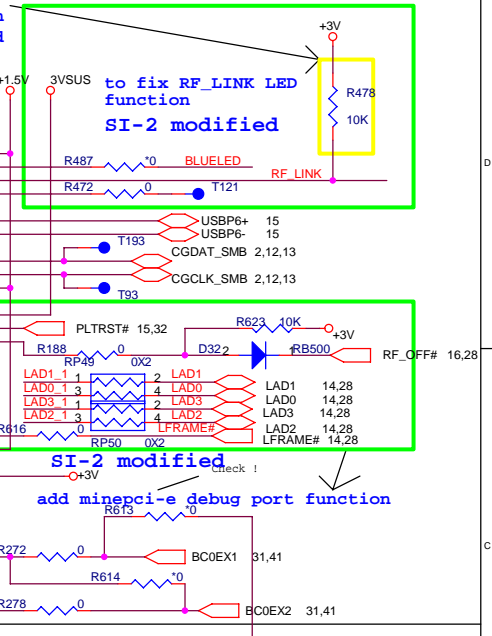 +3V
+1.5V 3VSUS
to fix RF_LINK LED
function
SI-2 modified
R478
10K
R487 *0 BLUELED
RF_LINK
R472 0 T121
D
USBP6+ 15
USBP6- 15
T193
CGDAT_SMB 2,12,13
CGCLK_SMB 2,12,13
T93
R623 10K
PLTRST# 15,32
+3V
R188 0 D32 2 1 RB500 RF_OFF# 16,28
RP49 0X2
LAD1_1 1 2 LAD1 LAD1 14,28
LAD0_1 3 4 LAD0 LAD0 14,28
LAD3_1 1 2 LAD3 LAD3 14,28
LAD2_1 3 4 LAD2 LAD2 14,28
R616 0 LFRAME# LFRAME# 14,28
RP50 0X2
SI-2 modified
Check !
+3V
add minepci-e debug port function
R613 *0
C
R272 0 BC0EX1 31,41
R614 *0
R278 0 BC0EX2 31,41